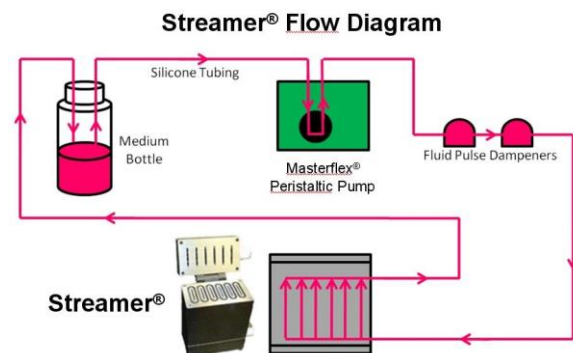 Streamer® Flow Diagram
Silicone Tubing
Medium
Bottle
Masterflex®
Peristaltic Pump
Fluid Pulse Dampeners
Streamer®